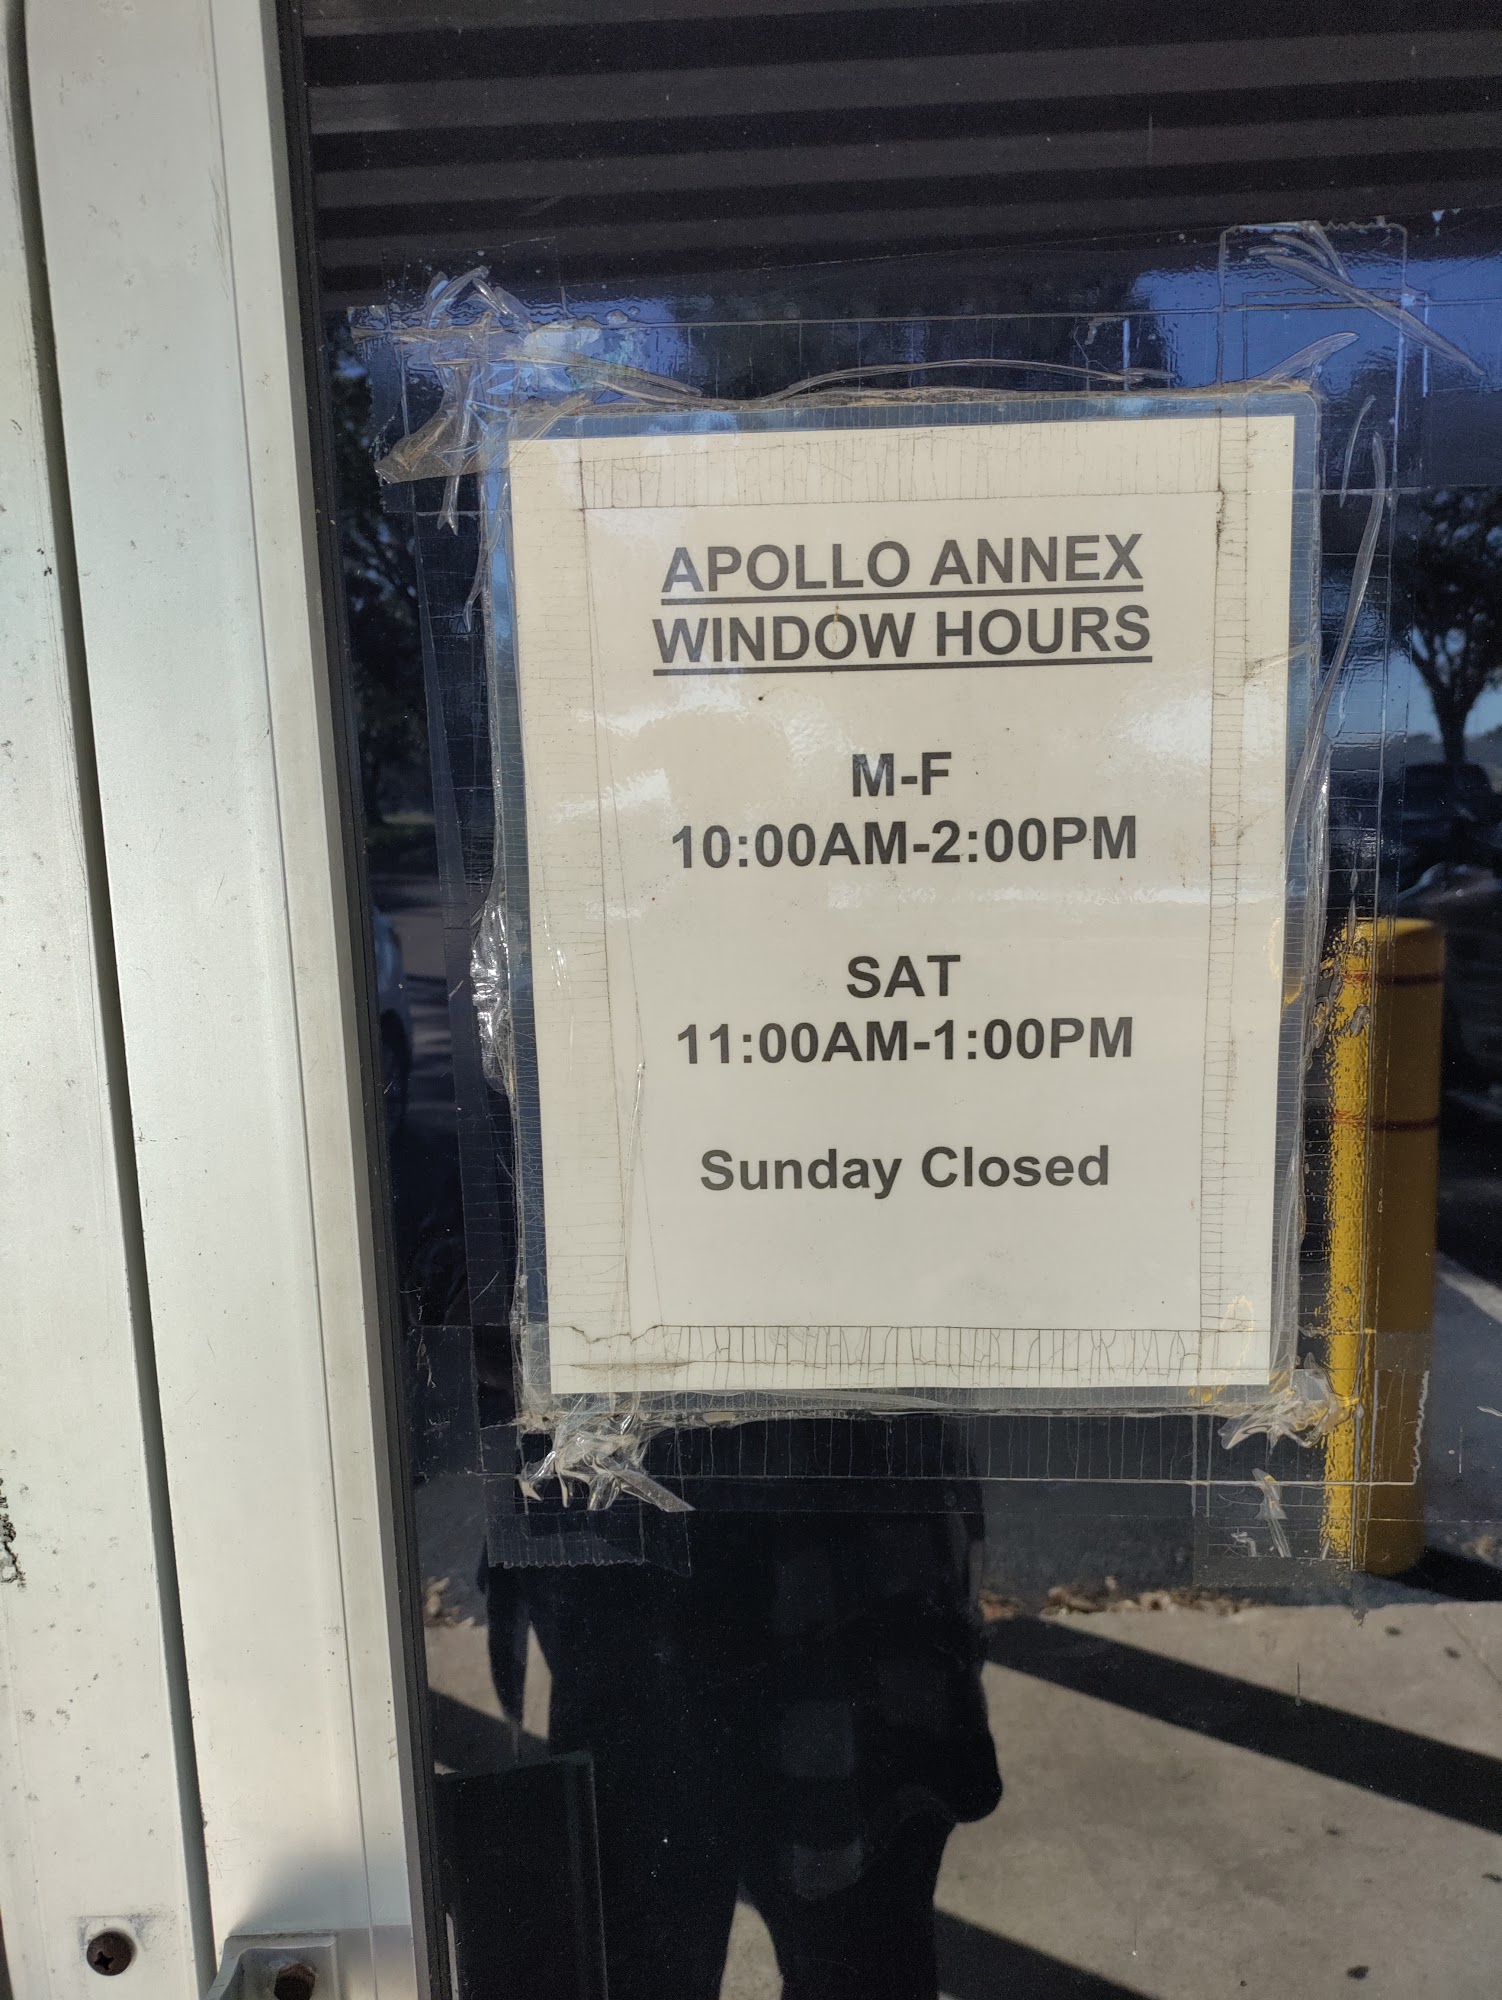 APOLLO ANNEX
WINDOW HOURS
M-F
10:00AM-2:00PM
SAT
11:00AM-1:00PM
Sunday Closed